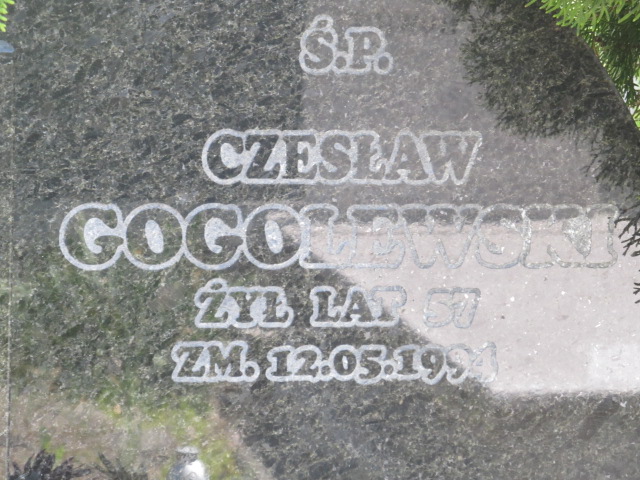 Ś.P.
CZESŁAW
GOGOLEWSKI
ŻYŁ LAT 57
ZM. 12.05.1994